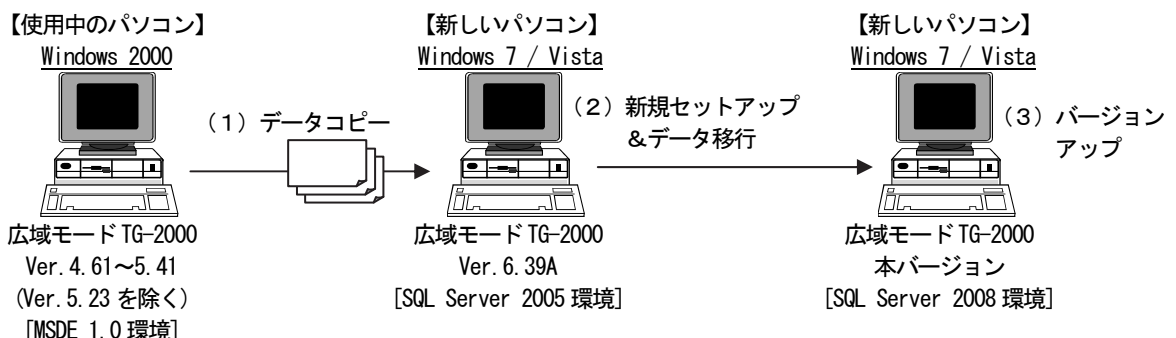 【使用中のパソコン】
Windows 2000
広域モード TG-2000
Ver.4.61～5.41
(Ver.5.23 を除く)
[MSDE 1.0 環境]
（1）データコピー
【新しいパソコン】
Windows 7 / Vista
広域モード TG-2000
Ver.6.39A
[SQL Server 2005 環境]
（2）新規セットアップ
＆データ移行
【新しいパソコン】
Windows 7 / Vista
広域モード TG-2000
本バージョン
[SQL Server 2008 環境]
（3）バージョン
アップ